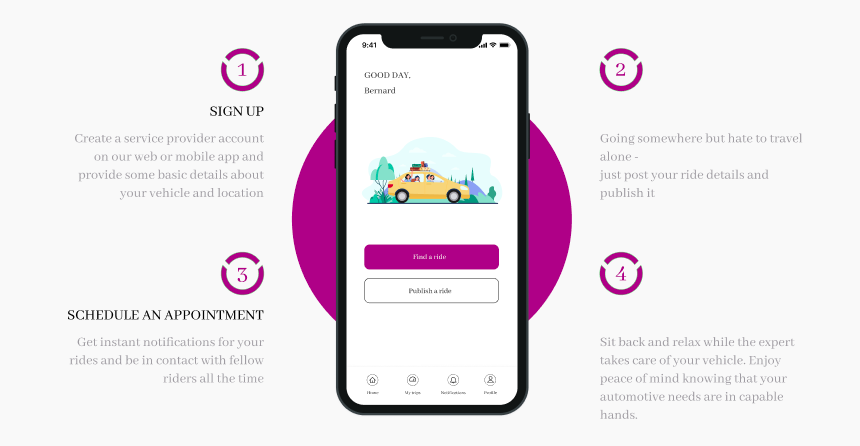 1
SIGN UP
Create a service provider account
on our web or mobile app and
provide some basic details about
your vehicle and location
3
SCHEDULE AN APPOINTMENT
Get instant notifications for your
rides and be in contact with fellow
riders all the time
9:41
GOOD DAY,
Bernard
Find a ride
Publish a ride
Home
My trips
Notifications
Profile
2
Going somewhere but hate to travel
alone -
just post your ride details and
publish it
4
Sit back and relax while the expert
takes care of your vehicle. Enjoy
peace of mind knowing that your
automotive needs are in capable
hands.